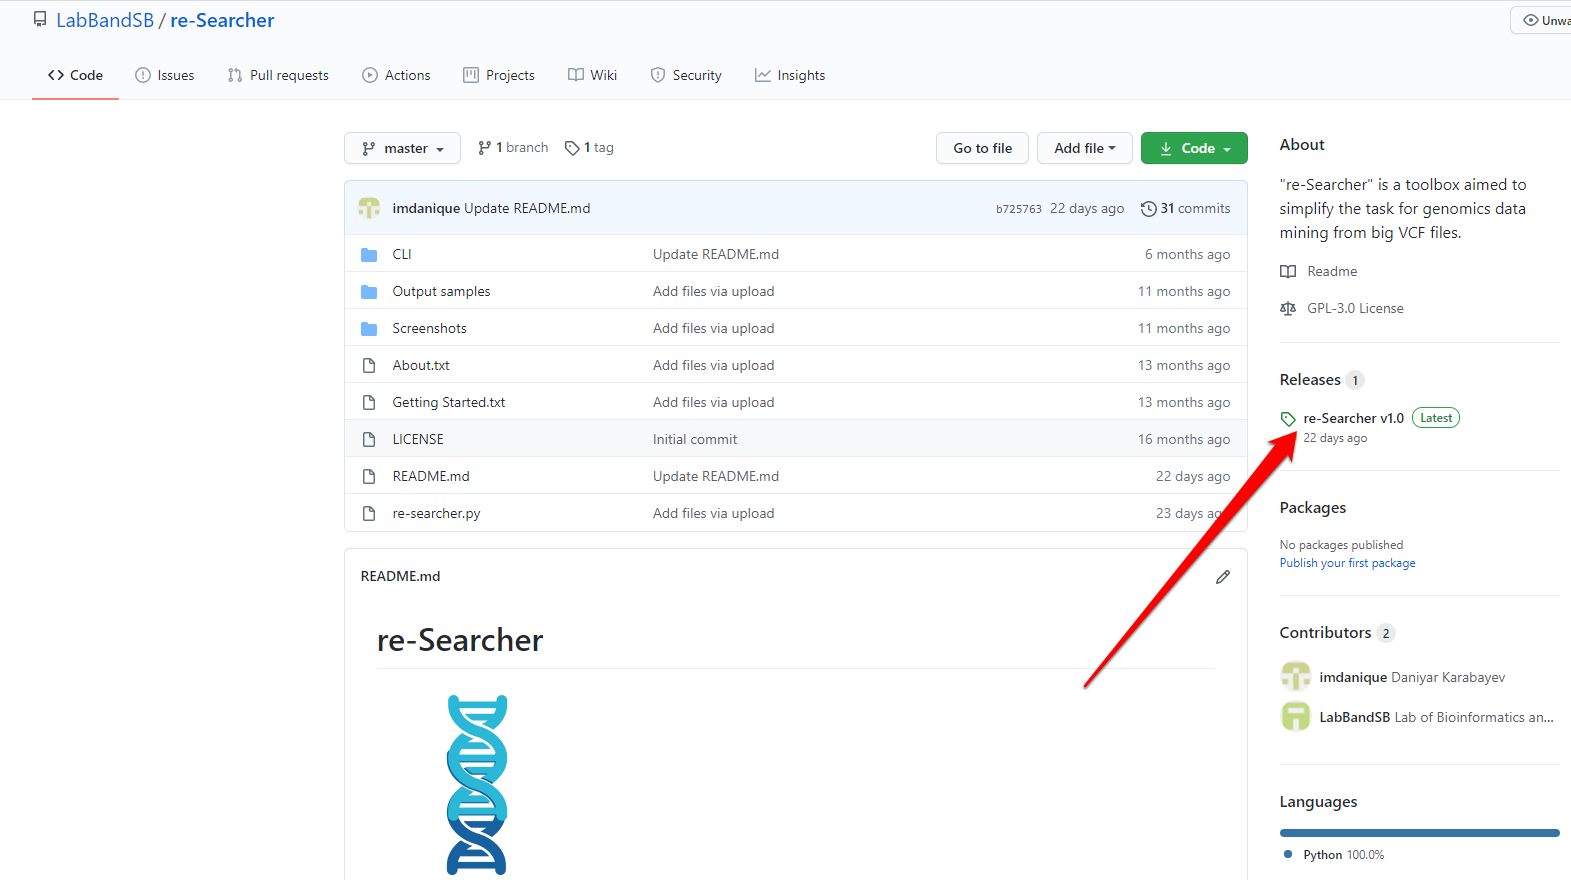 LabBandSB / re-Searcher
Unwa
Code Issues Pull requests Actions Projects Wiki Security Insights
master 1 branch 1 tag Go to file Add file Code
imdanique Update README.md b725763 22 days ago 31 commits
CLI Update README.md 6 months ago
Output samples Add files via upload 11 months ago
Screenshots Add files via upload 11 months ago
About.txt Add files via upload 13 months ago
Getting Started.txt Add files via upload 13 months ago
LICENSE Initial commit 16 months ago
README.md Update README.md 22 days ago
re-searcher.py Add files via upload 23 days
README.md
re-Searcher
About
"re-Searcher" is a toolbox aimed to
simplify the task for genomics data
mining from big VCF files.
Readme
GPL-3.0 License
Releases 1
re-Searcher v1.0 Latest
22 days ago
Packages
No packages published
Publish your first package
Contributors 2
imdanique Daniyar Karabayev
LabBandSB Lab of Bioinformatics an...
Languages
Python 100.0%